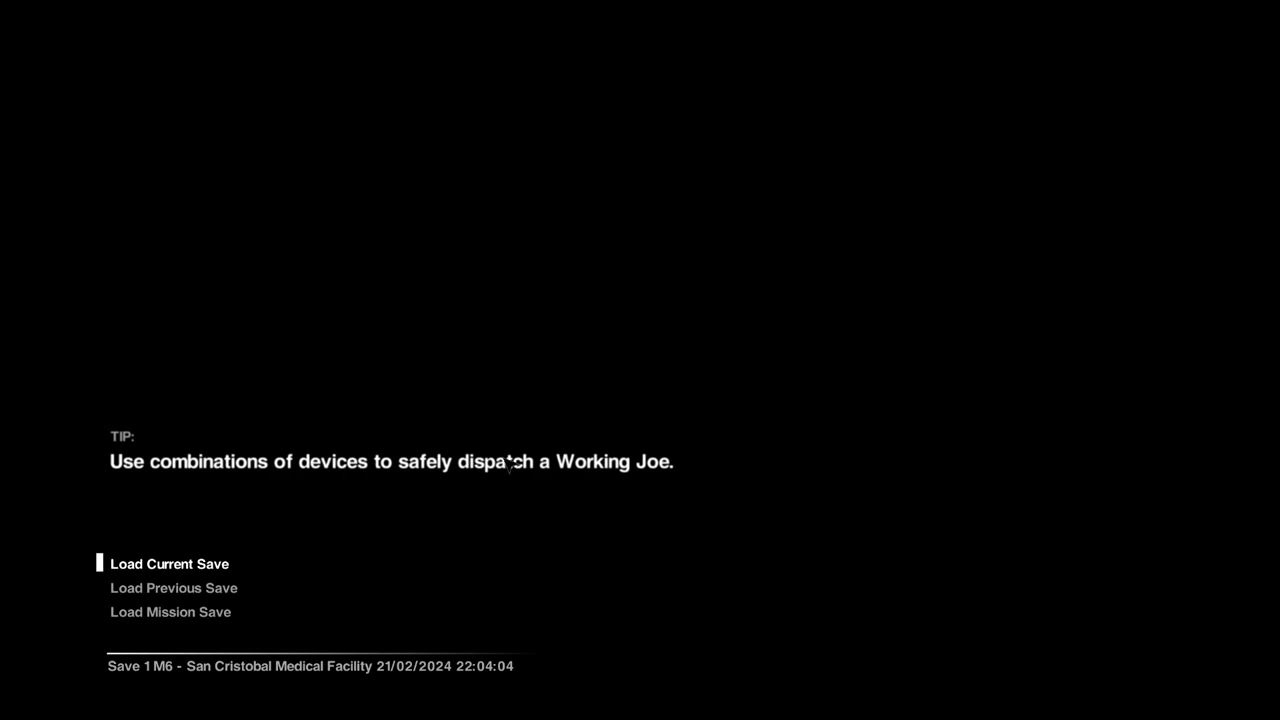 TIP:
Use combinations of devices to safely dispatch a Working Joe.
Load Current Save
Load Previous Save
Load Mission Save
Save 1 M6 - San Cristobal Medical Facility 21/02/2024 22:04:04